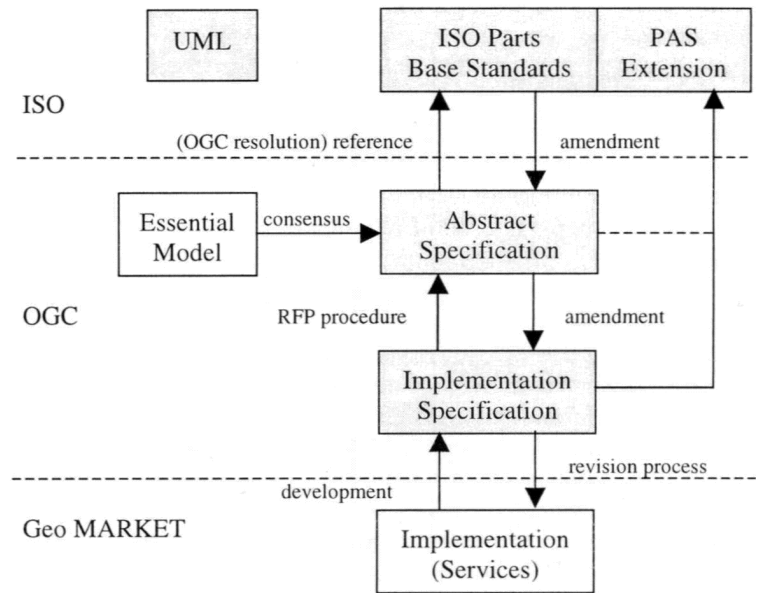 UML
ISO Parts
Base Standards
PAS
Extension
ISO
(OGC resolution) reference
amendment
Essential
Model
consensus
Abstract
Specification
OGC
RFP procedure
amendment
Implementation
Specification
revision process
development
Geo MARKET
Implementation
(Services)